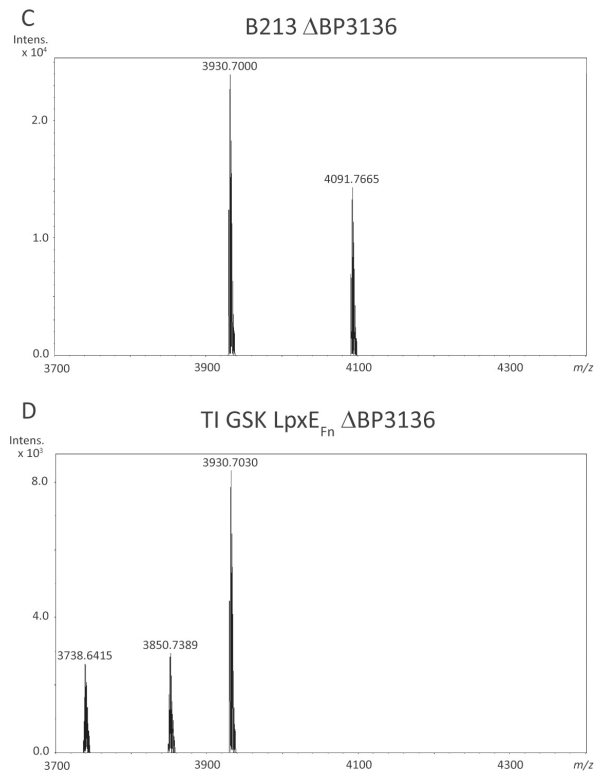 C
B213 ΔBP3136
Intens.
x 10⁴
3930.7000
2.0
4091.7665
1.0
0.0
3700 3900 4100 4300 m/z
D
TI GSK LpxE_Fn ΔBP3136
Intens.
x 10³
3930.7030
8.0
4.0
3738.6415 3850.7389
0.0
3700 3900 4100 4300 m/z